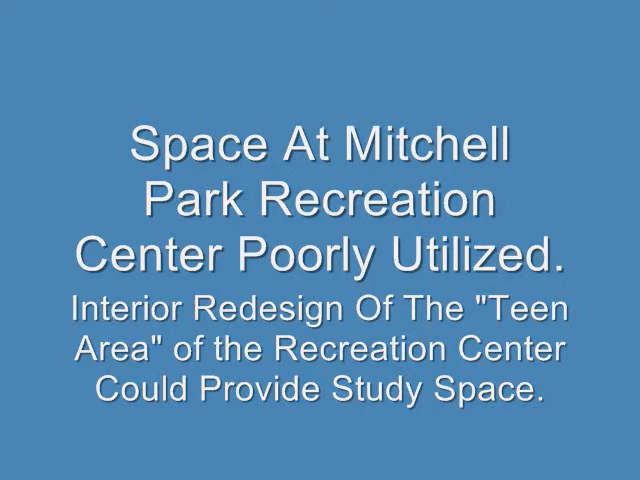 Space At Mitchell
Park Recreation
Center Poorly Utilized.
Interior Redesign Of The "Teen
Area" of the Recreation Center
Could Provide Study Space.